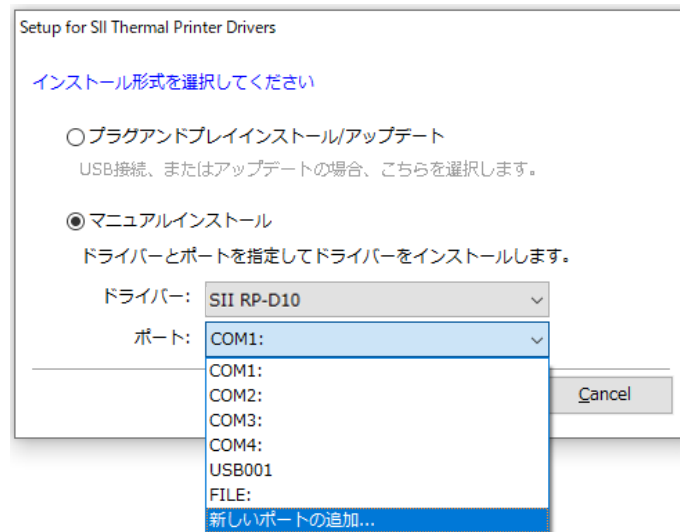 Setup for SII Thermal Printer Drivers
インストール形式を選択してください
プラグアンドプレイインストール/アップデート
USB接続、またはアップデートの場合、こちらを選択します。
マニュアルインストール
ドライバーとポートを指定してドライバーをインストールします。
ドライバー: SII RP-D10
ポート: COM1:
COM1:
COM2:
Cancel
COM3:
COM4:
USB001
FILE:
新しいポートの追加...